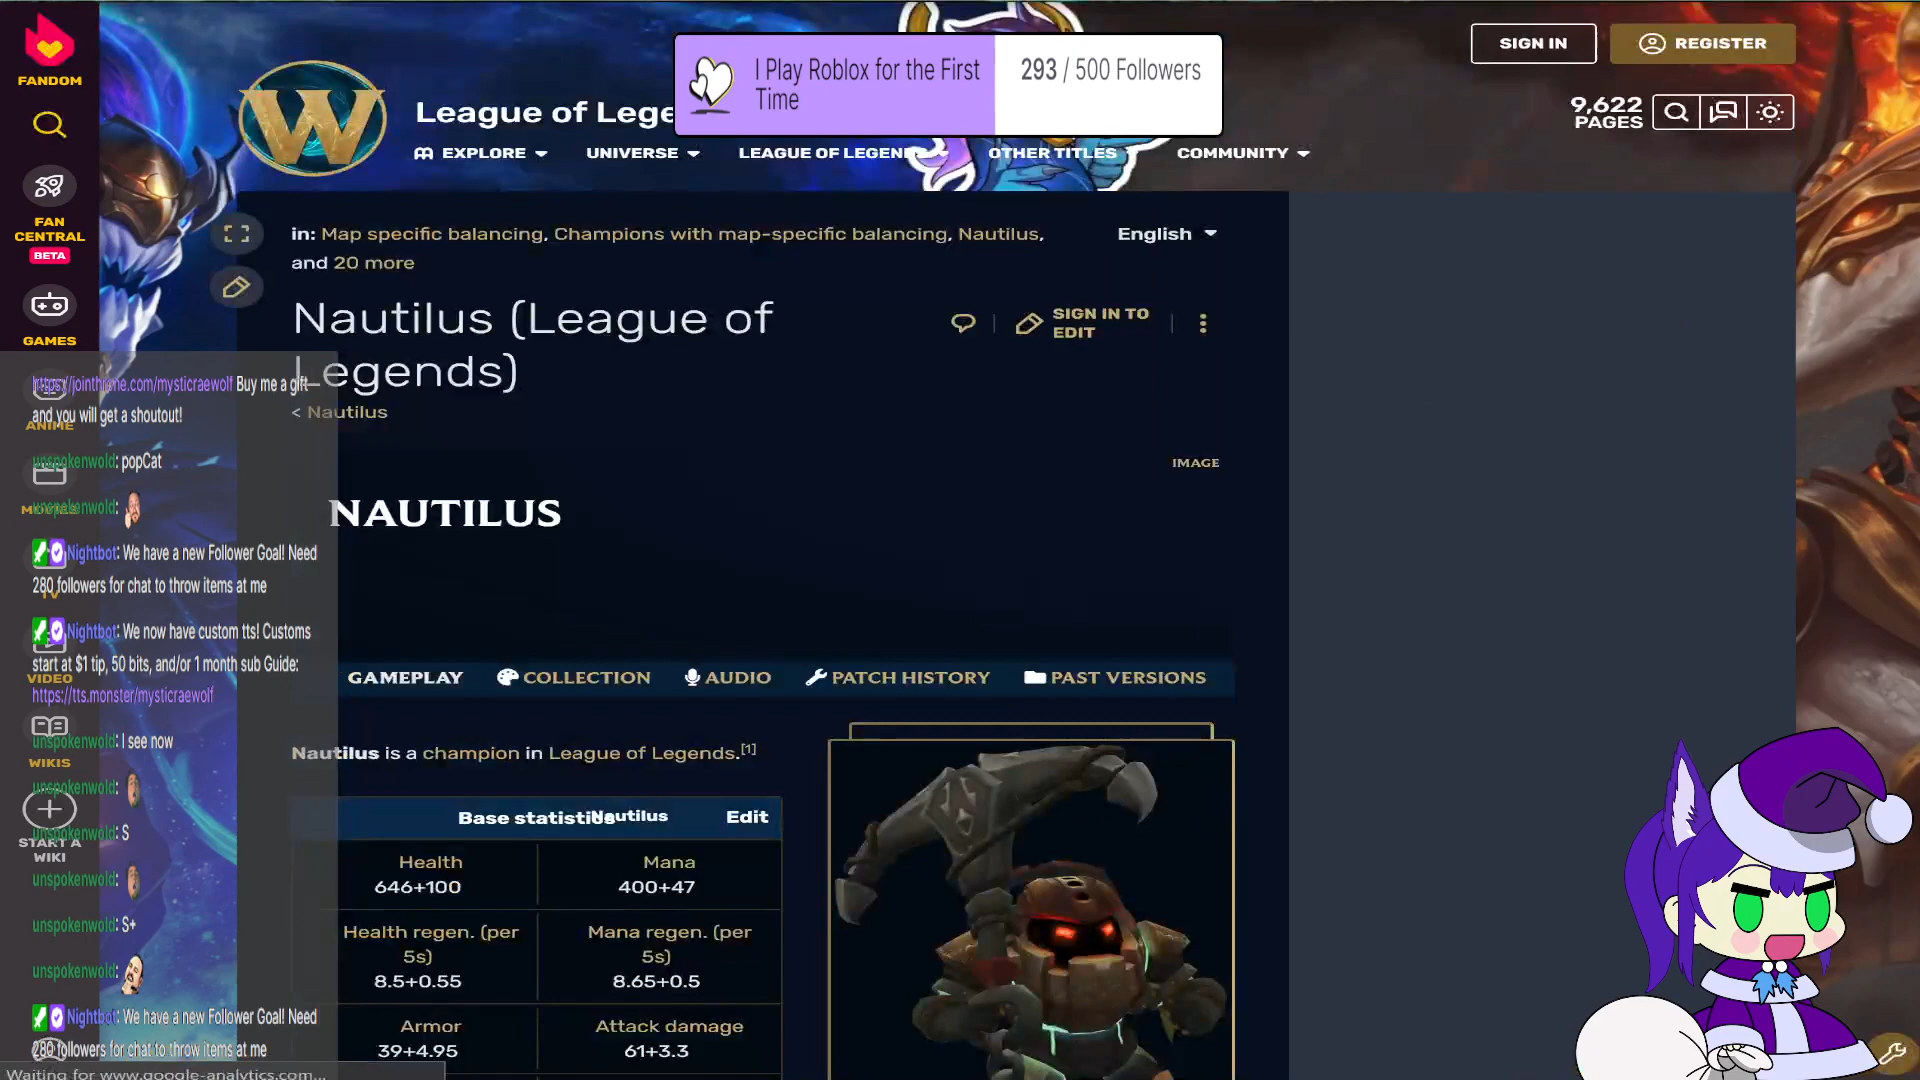 FANDOM
FAN
CENTRAL
BETA
GAMES
ANIME
MOVIES
TV
VIDEO
WIKIS
START A
WIKI
W
League of Lege
I Play Roblox for the First
Time
293 / 500 Followers
SIGN IN
REGISTER
9,622
PAGES
EXPLORE
UNIVERSE
LEAGUE OF LEGENDS
OTHER TITLES
COMMUNITY
in: Map specific balancing, Champions with map-specific balancing, Nautilus,
and 20 more
English
Nautilus (League of
Legends)
SIGN IN TO
EDIT
< Nautilus
IMAGE
NAUTILUS
GAMEPLAY
COLLECTION
AUDIO
PATCH HISTORY
PAST VERSIONS
Nautilus is a champion in League of Legends.[1]
Base statistics
Nautilus
Edit
Health
646+100
Mana
400+47
Health regen. (per
5s)
8.5+0.55
Mana regen. (per
5s)
8.65+0.5
Armor
39+4.95
Attack damage
61+3.3
https://jointhrone.com/mysticraewolf Buy me a gift
and you will get a shoutout!
unspokenwold: popCat
unspokenwold:
Nightbot: We have a new Follower Goal! Need
280 followers for chat to throw items at me
Nightbot: We now have custom tts! Customs
start at $1 tip, 50 bits, and/or 1 month sub Guide:
https://tts.monster/mysticraewolf
unspokenwold: I see now
unspokenwold:
unspokenwold: S
unspokenwold:
unspokenwold: S+
unspokenwold:
Nightbot: We have a new Follower Goal! Need
280 followers for chat to throw items at me
Waiting for www.google-analytics.com...